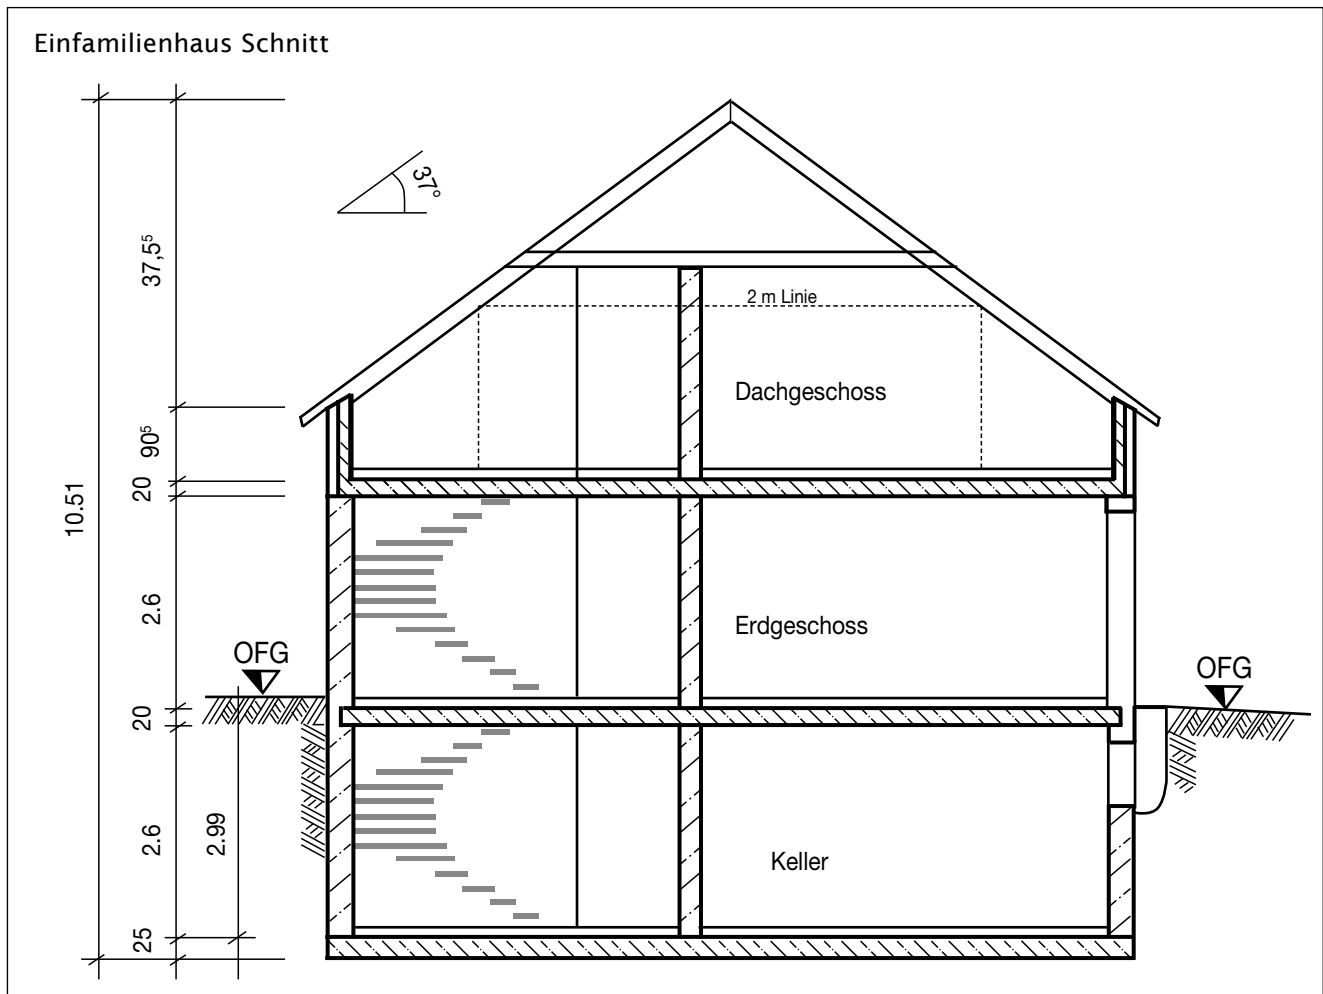 Einfamilienhaus Schnitt
37°
37,5⁵
2 m Linie
Dachgeschoss
90⁵
20
10.51
2.6
Erdgeschoss
OFG
OFG
20
2.99
2.6
Keller
25